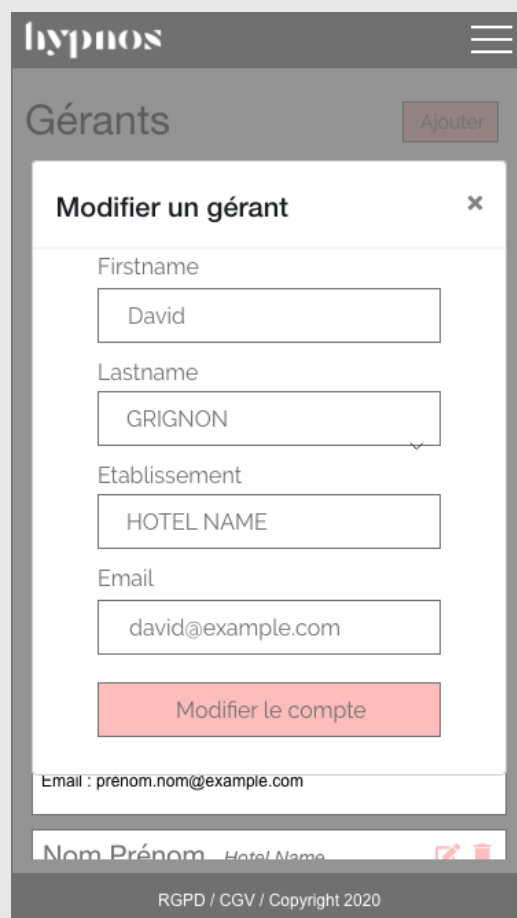 hypnos
Gérants
Ajouter
Modifier un gérant
×
Firstname
David
Lastname
GRIGNON
Etablissement
HOTEL NAME
Email
david@example.com
Modifier le compte
Email : prénom.nom@example.com
Nom Prénom Hotel Name
RGPD / CGV / Copyright 2020